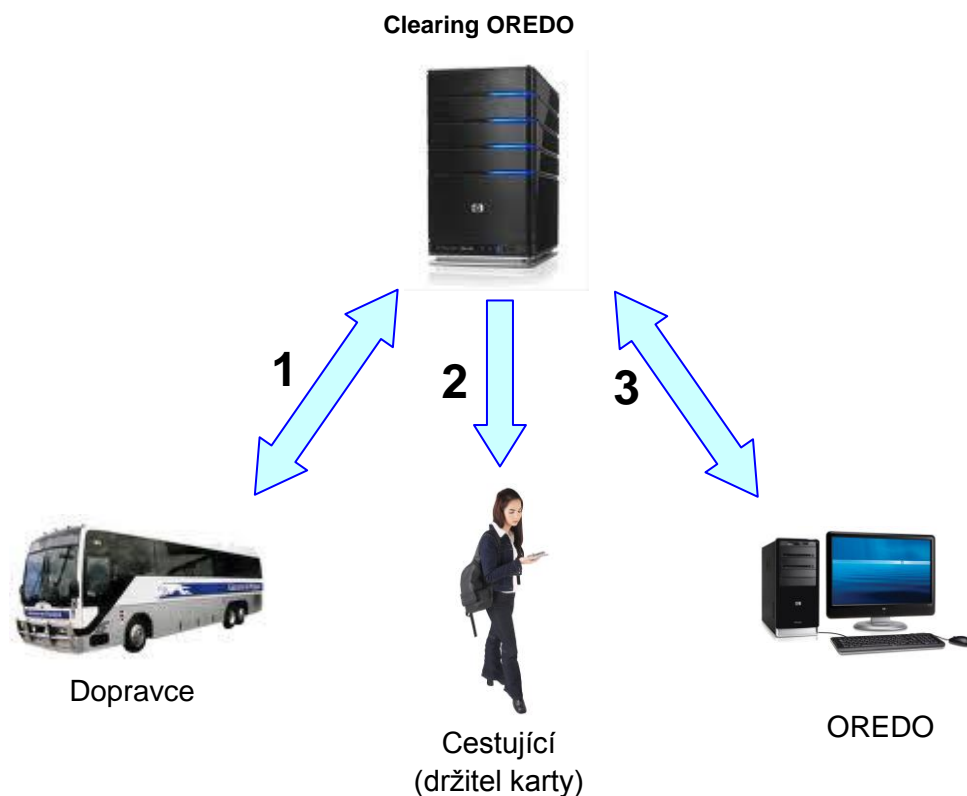 Clearing OREDO
1
2
3
Dopravce
Cestující
(držitel karty)
OREDO